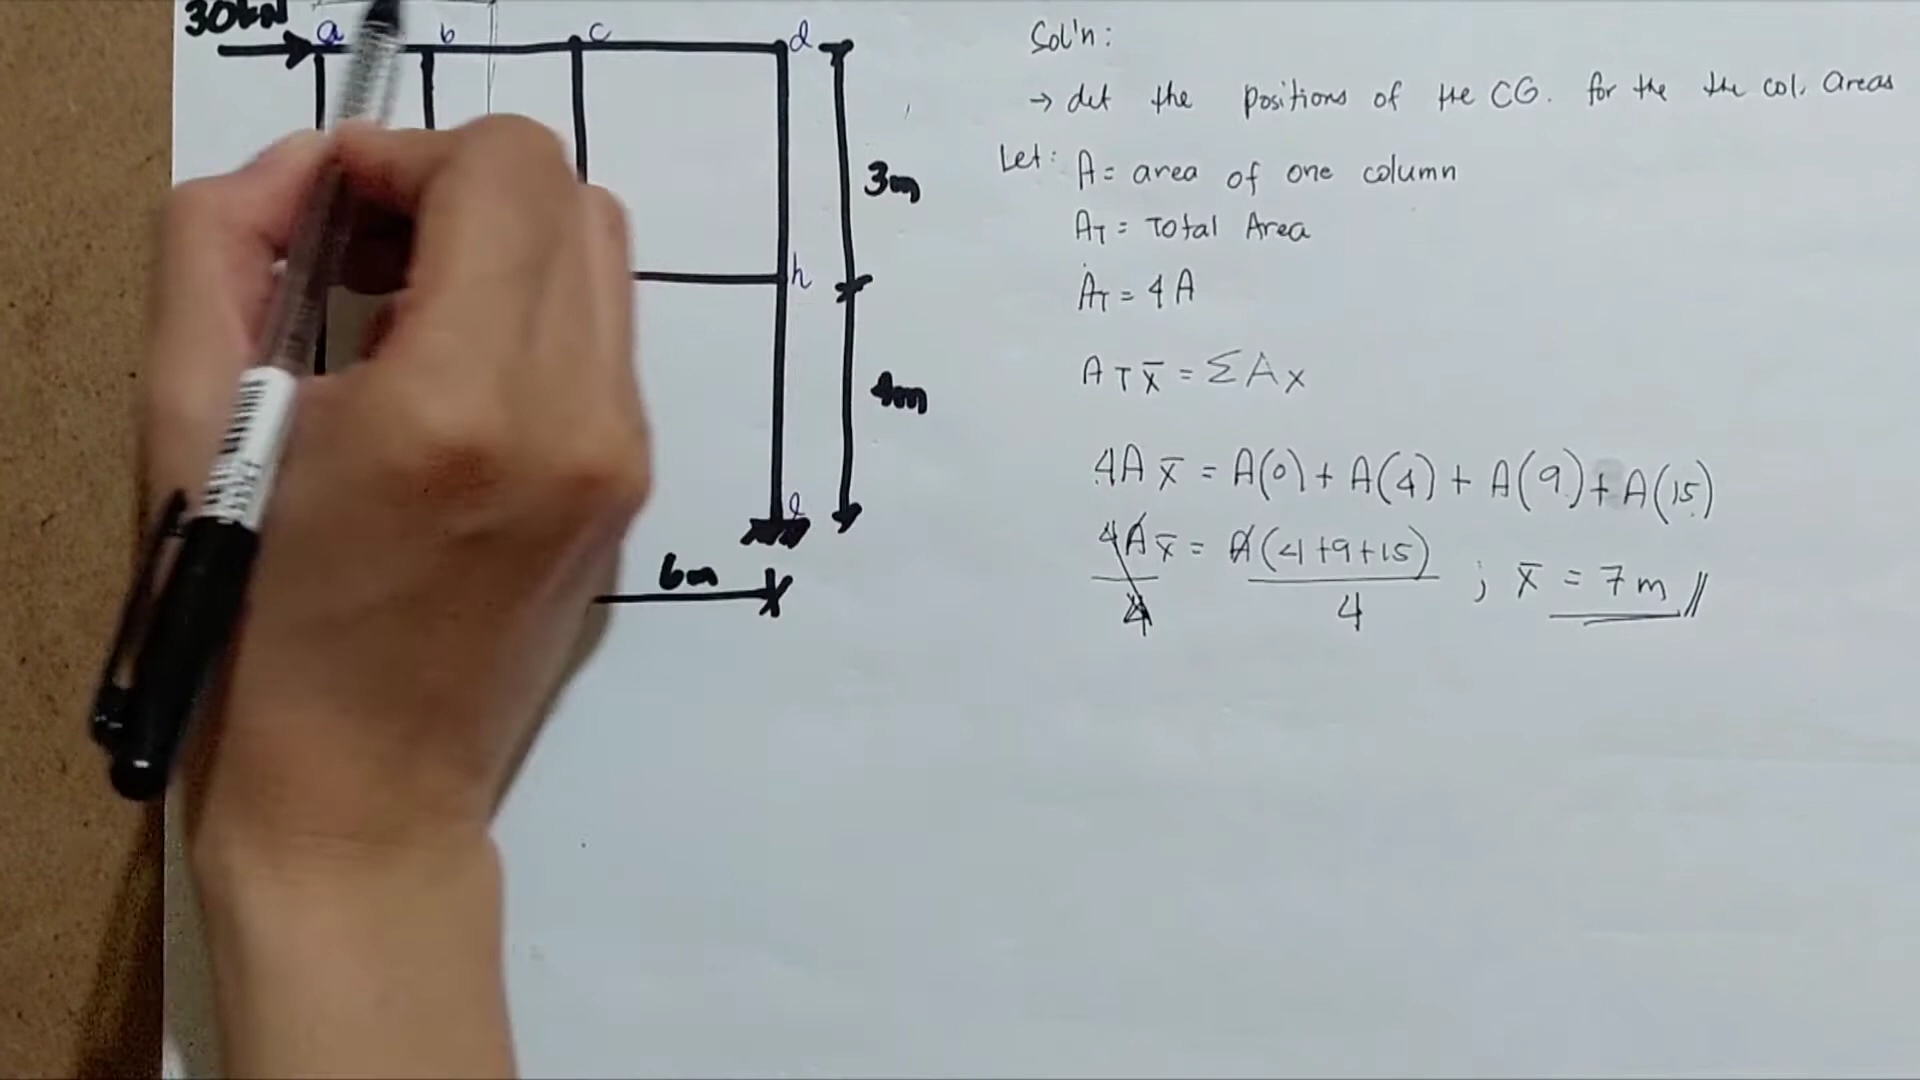 30kN
a b c d
3m
h
4m
l
6m
Sol'n:
→ det the positions of the CG. for the the col. areas
Let: A = area of one column
AT = Total Area
AT = 4A
AT x̄ = ΣAx
4A x̄ = A(0) + A(4) + A(9) + A(15)
4A x̄ = A(4+9+15) ; x̄ = 7m //
4 4